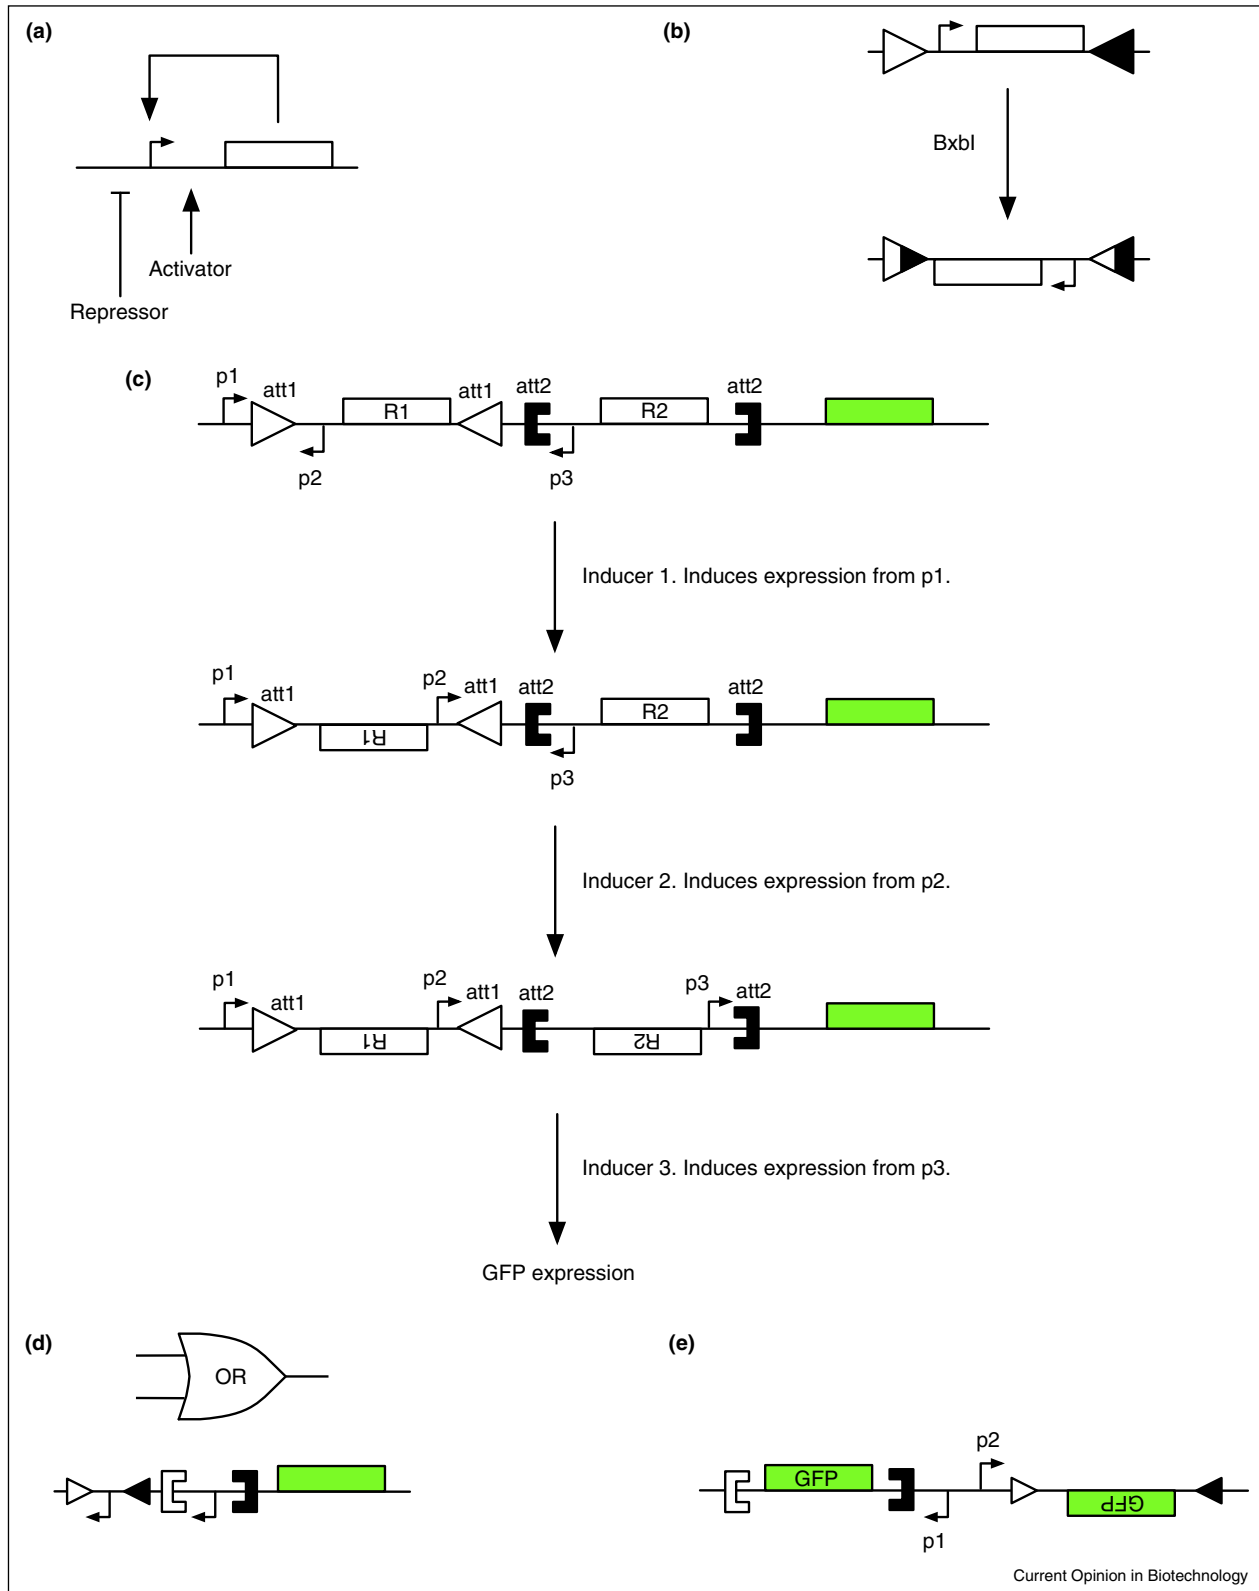 (a)
Activator
Repressor
(b)
BxbI
(c)
p1
att1
R1
att1
att2
R2
att2
p2
p3
Inducer 1. Induces expression from p1.
p1
att1
p2
att1
att2
R2
att2
R1
p3
Inducer 2. Induces expression from p2.
p1
att1
p2
att1
att2
p3
att2
R1
R2
Inducer 3. Induces expression from p3.
GFP expression
(d)
OR
(e)
p2
GFP
GFP
p1
Current Opinion in Biotechnology